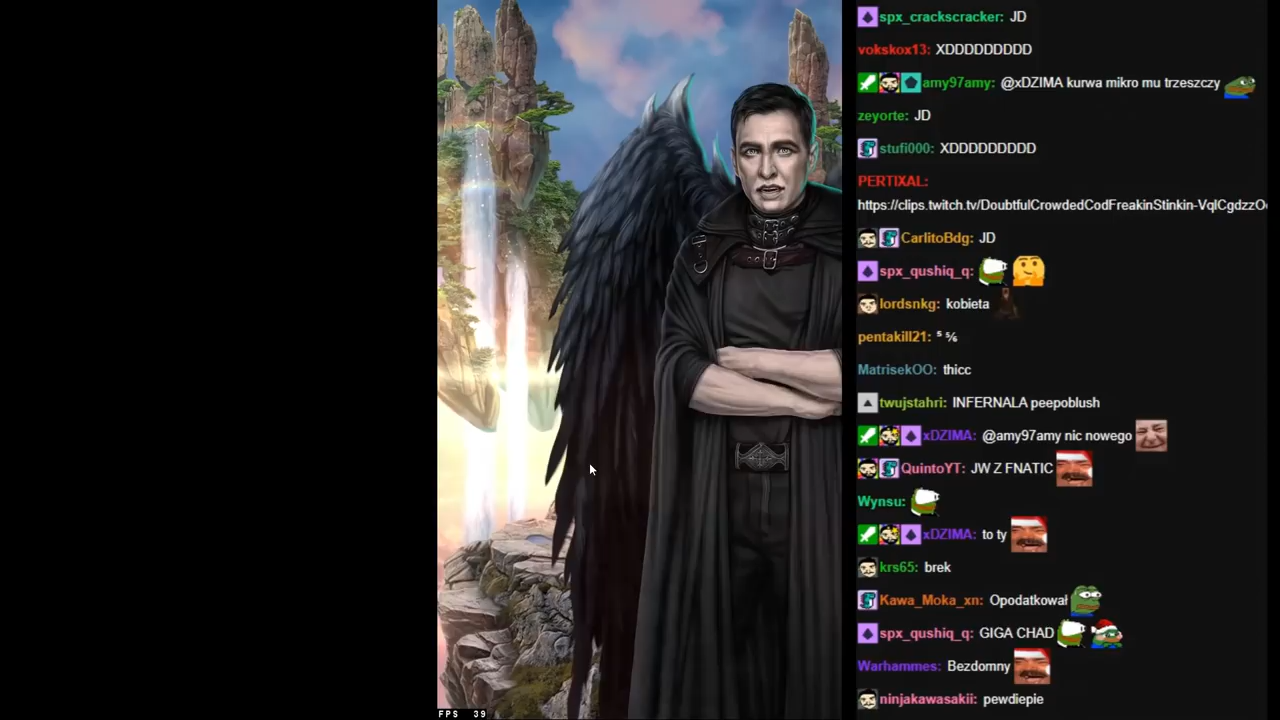 spx_crackscracker: JD
vokskox13: XDDDDDDDDD
amy97amy: @xDZIMA kurwa mikro mu trzeszczy
zeyorte: JD
stufi000: XDDDDDDDDD
PERTIXAL:
https://clips.twitch.tv/DoubtfulCrowdedCodFreakinStinkin-VqlCgdzzO
CarlitoBdg: JD
spx_qushiq_q:
lordsnkg: kobieta
pentakill21: ⁵ ⅚
MatrisekOO: thicc
twujstahri: INFERNALA peepoblush
xDZIMA: @amy97amy nic nowego
QuintoYT: JW Z FNATIC
Wynsu:
xDZIMA: to ty
krs65: brek
Kawa_Moka_xn: Opodatkował
spx_qushiq_q: GIGA CHAD
Warhammes: Bezdomny
ninjakawasakii: pewdiepie
FPS 39